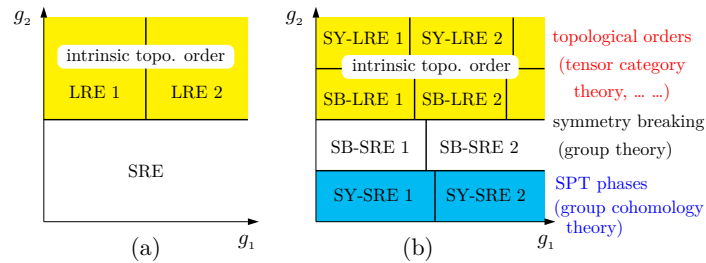 g2
intrinsic topo. order
LRE 1 LRE 2
SRE
g1
(a)
g2
SY-LRE 1 SY-LRE 2
intrinsic topo. order
SB-LRE 1 SB-LRE 2
SB-SRE 1 SB-SRE 2
SY-SRE 1 SY-SRE 2
g1
(b)
topological orders
(tensor category
theory, ... ...)
symmetry breaking
(group theory)
SPT phases
(group cohomology
theory)